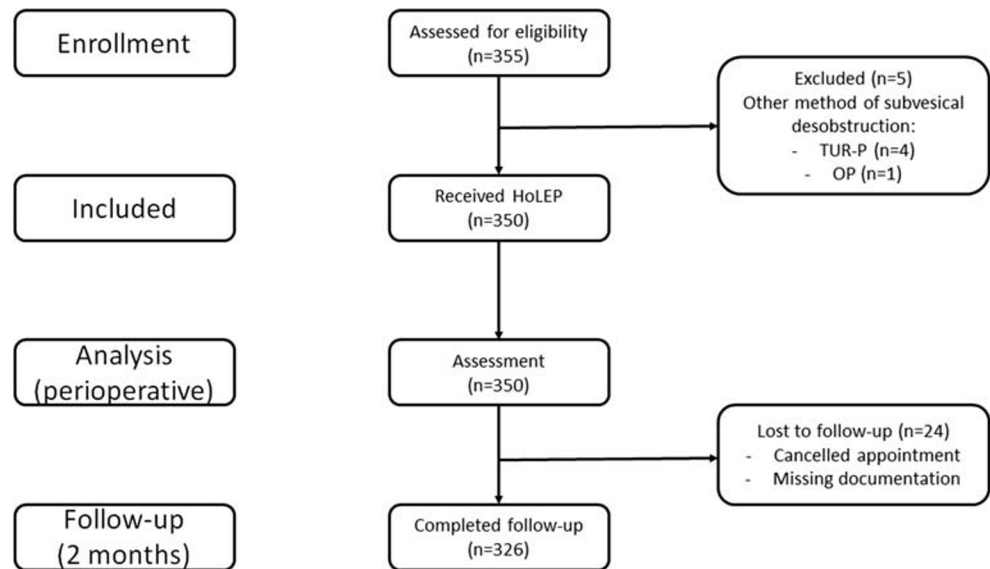 Enrollment
Assessed for eligibility
(n=355)
Excluded (n=5)
Other method of subvesical
desobstruction:
- TUR-P (n=4)
- OP (n=1)
Included
Received HoLEP
(n=350)
Analysis
(perioperative)
Assessment
(n=350)
Lost to follow-up (n=24)
- Cancelled appointment
- Missing documentation
Follow-up
(2 months)
Completed follow-up
(n=326)